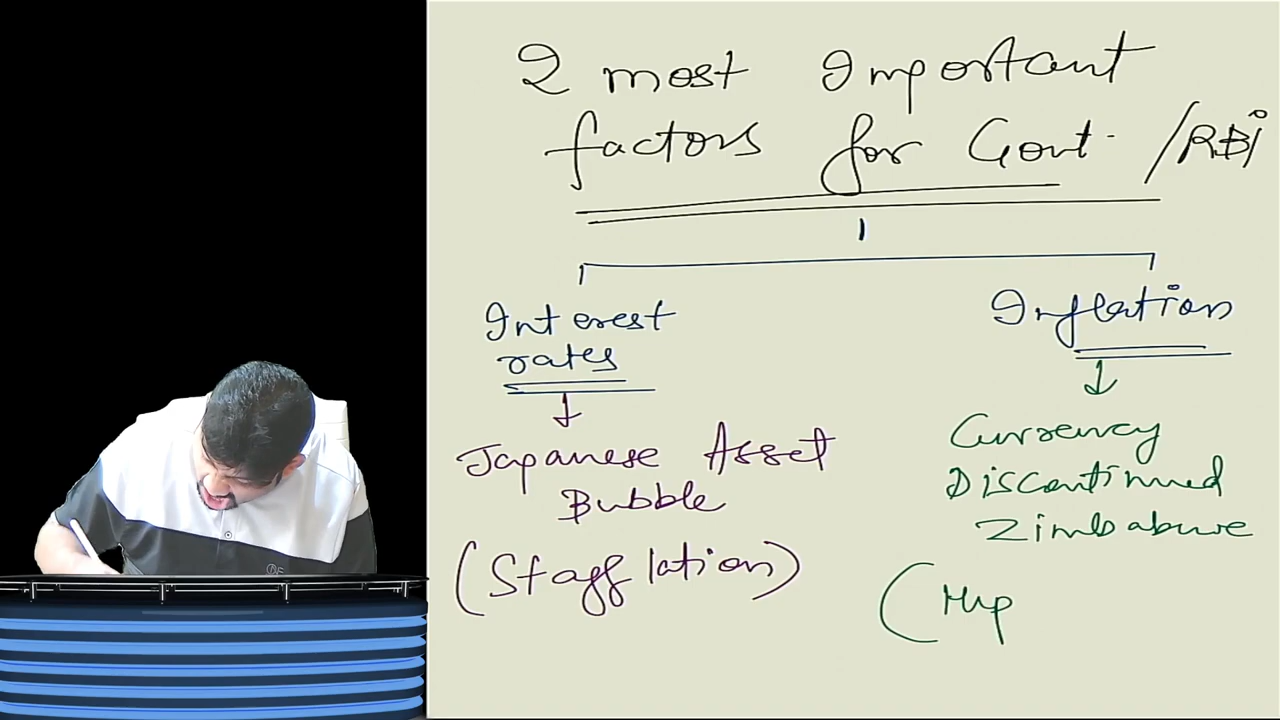 2 most Important
factors for Govt. /RBI
Interest
rates
Inflation
Japanese Asset
Bubble
(Stagflation)
Currency
Discontinued
Zimbabwe
(Hyp